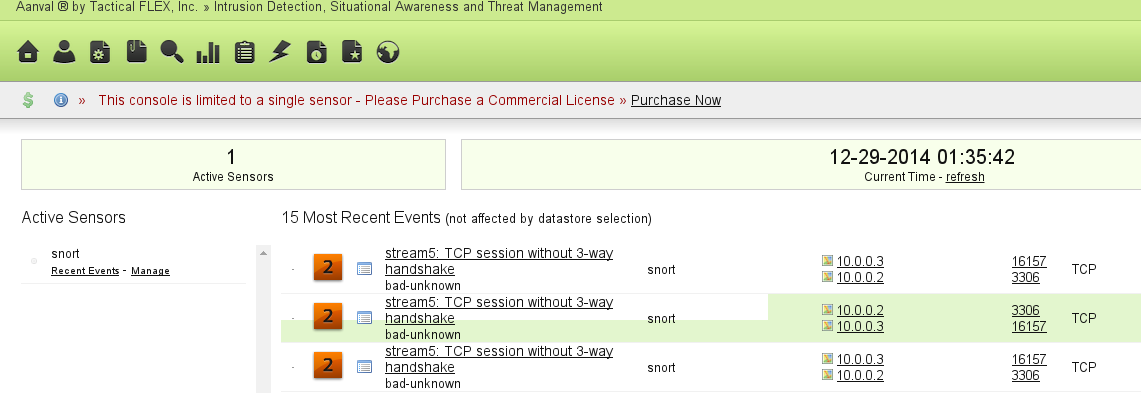 Aanval ® by Tactical FLEX, Inc. » Intrusion Detection, Situational Awareness and Threat Management
$ i » This console is limited to a single sensor - Please Purchase a Commercial License » Purchase Now
1
Active Sensors
12-29-2014 01:35:42
Current Time - refresh
Active Sensors
snort
Recent Events - Manage
15 Most Recent Events (not affected by datastore selection)
- 2 stream5: TCP session without 3-way
handshake
bad-unknown
snort
10.0.0.3 16157
10.0.0.2 3306
TCP
- 2 stream5: TCP session without 3-way
handshake
bad-unknown
snort
10.0.0.2 3306
10.0.0.3 16157
TCP
- 2 stream5: TCP session without 3-way
handshake
bad-unknown
snort
10.0.0.3 16157
10.0.0.2 3306
TCP